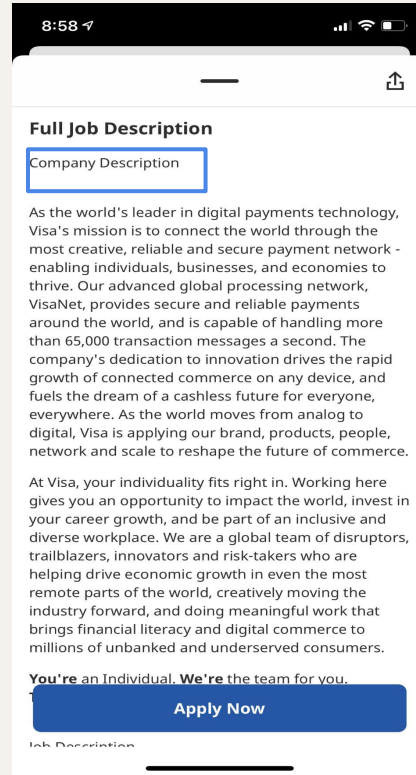 8:58
Full Job Description
Company Description
As the world's leader in digital payments technology,
Visa's mission is to connect the world through the
most creative, reliable and secure payment network -
enabling individuals, businesses, and economies to
thrive. Our advanced global processing network,
VisaNet, provides secure and reliable payments
around the world, and is capable of handling more
than 65,000 transaction messages a second. The
company's dedication to innovation drives the rapid
growth of connected commerce on any device, and
fuels the dream of a cashless future for everyone,
everywhere. As the world moves from analog to
digital, Visa is applying our brand, products, people,
network and scale to reshape the future of commerce.
At Visa, your individuality fits right in. Working here
gives you an opportunity to impact the world, invest in
your career growth, and be part of an inclusive and
diverse workplace. We are a global team of disruptors,
trailblazers, innovators and risk-takers who are
helping drive economic growth in even the most
remote parts of the world, creatively moving the
industry forward, and doing meaningful work that
brings financial literacy and digital commerce to
millions of unbanked and underserved consumers.
You're an Individual. We're the team for you.
Apply Now
Job Description